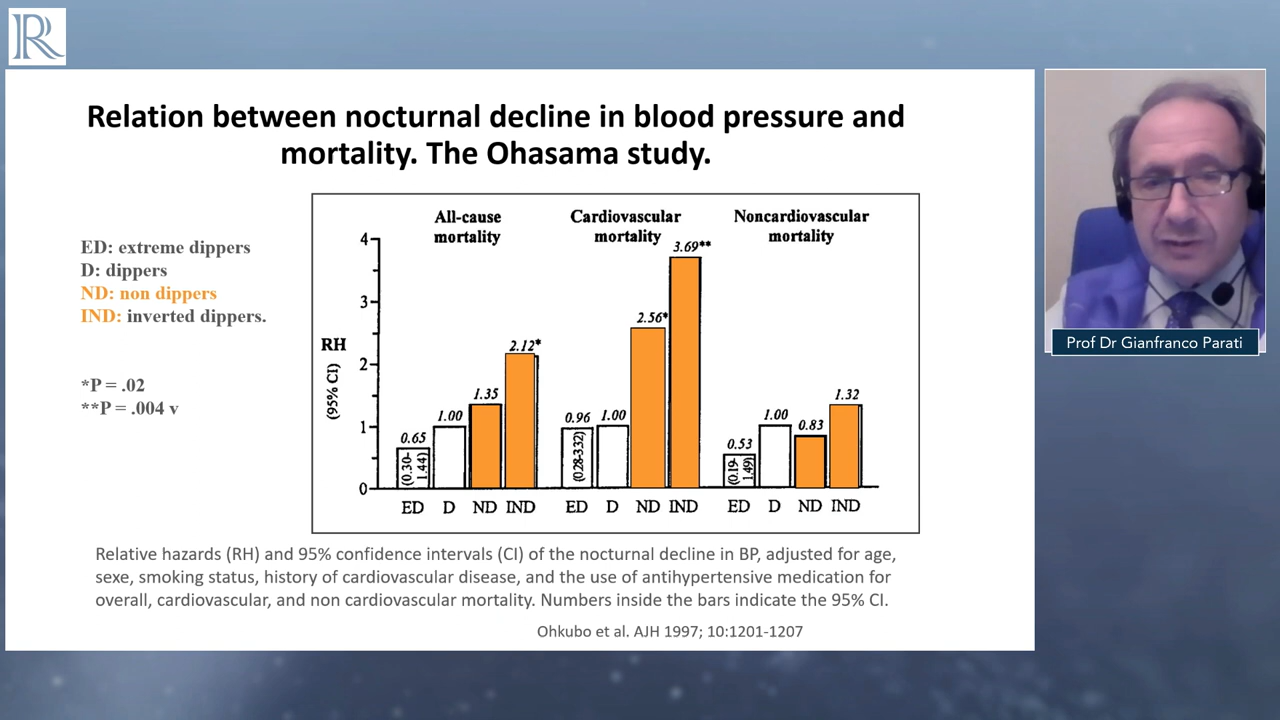 R
Relation between nocturnal decline in blood pressure and
mortality. The Ohasama study.
ED: extreme dippers
D: dippers
ND: non dippers
IND: inverted dippers.
*P = .02
**P = .004 v
All-cause
mortality
Cardiovascular
mortality
Noncardiovascular
mortality
RH
(95% CI)
4
3
2
1
0
0.65
1.00
1.35
2.12*
0.96
1.00
2.56*
3.69**
0.53
1.00
0.83
1.32
(0.30-
1.44)
(0.28-3.32)
(0.19-
1.49)
ED D ND IND ED D ND IND ED D ND IND
Relative hazards (RH) and 95% confidence intervals (CI) of the nocturnal decline in BP, adjusted for age,
sexe, smoking status, history of cardiovascular disease, and the use of antihypertensive medication for
overall, cardiovascular, and non cardiovascular mortality. Numbers inside the bars indicate the 95% CI.
Ohkubo et al. AJH 1997; 10:1201-1207
Prof Dr Gianfranco Parati